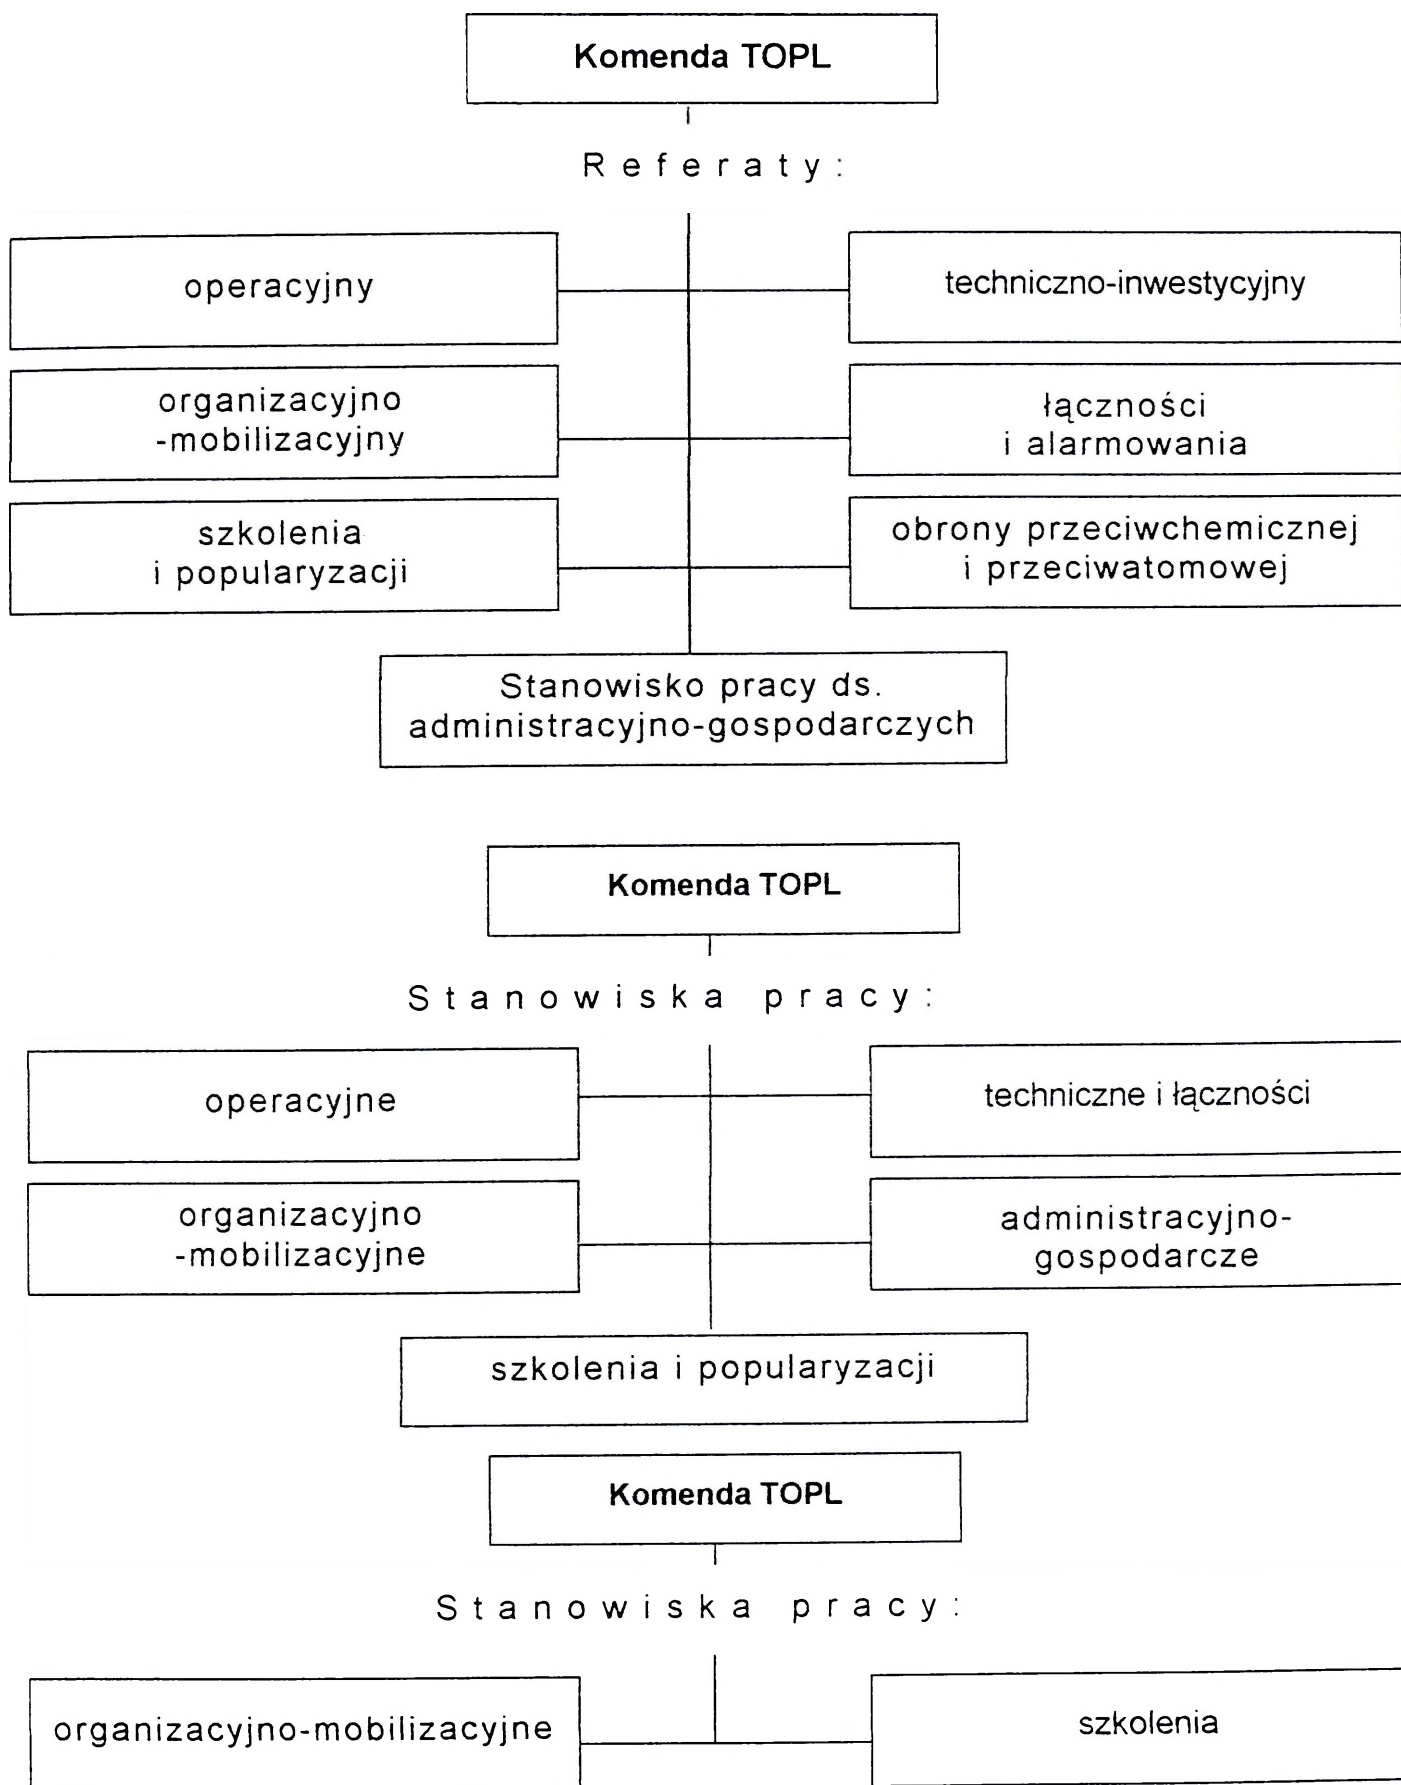 Komenda TOPL
Referaty:
operacyjny
techniczno-inwestycyjny
organizacyjno
-mobilizacyjny
łączności
i alarmowania
szkolenia
i popularyzacji
obrony przeciwchemicznej
i przeciwatomowej
Stanowisko pracy ds.
administracyjno-gospodarczych
Komenda TOPL
Stanowiska pracy:
operacyjne
techniczne i łączności
organizacyjno
-mobilizacyjne
administracyjno-
gospodarcze
szkolenia i popularyzacji
Komenda TOPL
Stanowiska pracy:
organizacyjno-mobilizacyjne
szkolenia